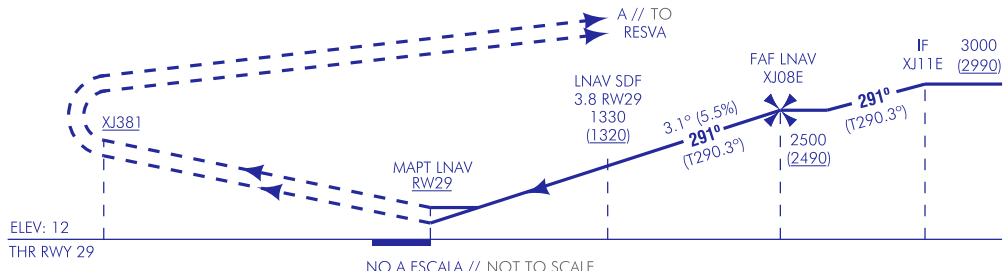 A // TO
RESVA
IF
XJ11E
3000
(2990)
FAF LNAV
XJ08E
LNAV SDF
3.8 RW29
1330
(1320)
3.1° (5.5%)
291º
(T290.3°)
291º
(T290.3°)
2500
(2490)
XJ381
MAPT LNAV
RW29
ELEV: 12
THR RWY 29
NO A ESCALA // NOT TO SCALE